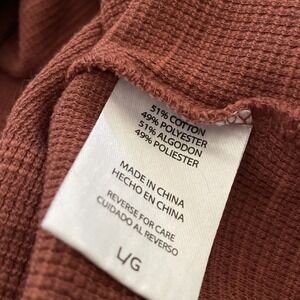 51% COTTON
49% POLYESTER
51% ALGODON
49% POLIESTER
MADE IN CHINA
HECHO EN CHINA
REVERSE FOR CARE
CUIDADO AL REVERSO
L/G